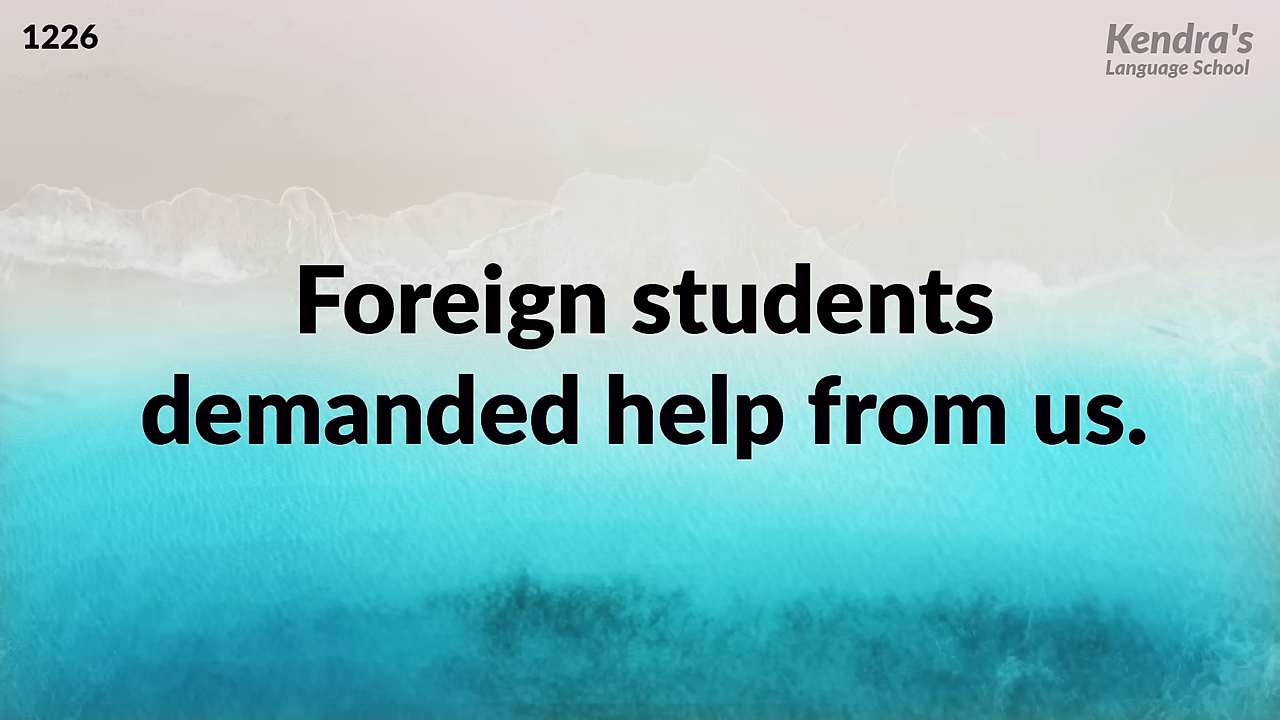 1226
Kendra's
Language School
Foreign students
demanded help from us.